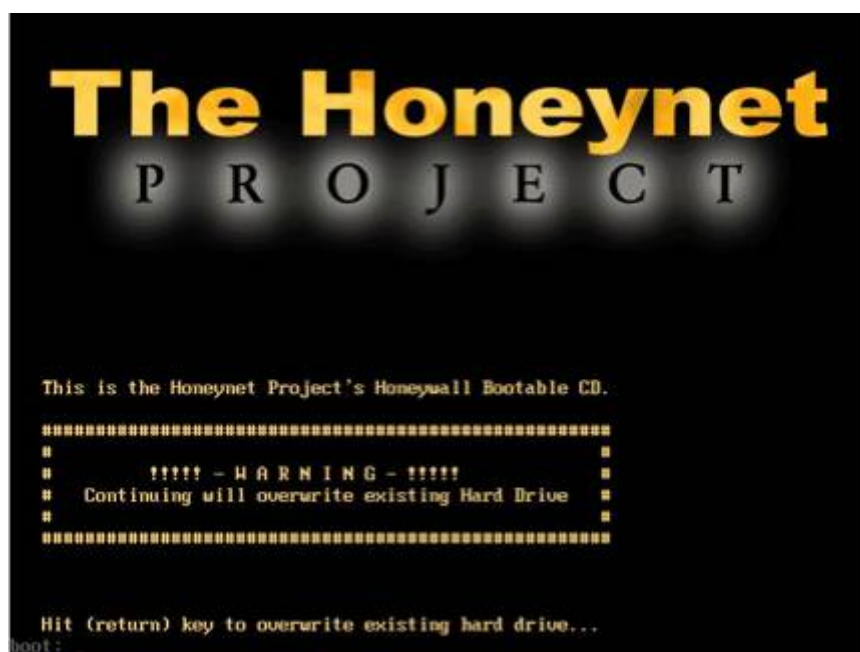 The Honeynet
PROJECT
This is the Honeynet Project's Honeywall Bootable CD.
#####################################################
# #
# !!!!! - W A R N I N G - !!!!! #
# Continuing will overwrite existing Hard Drive #
# #
#####################################################
Hit (return) key to overwrite existing hard drive...
boot: